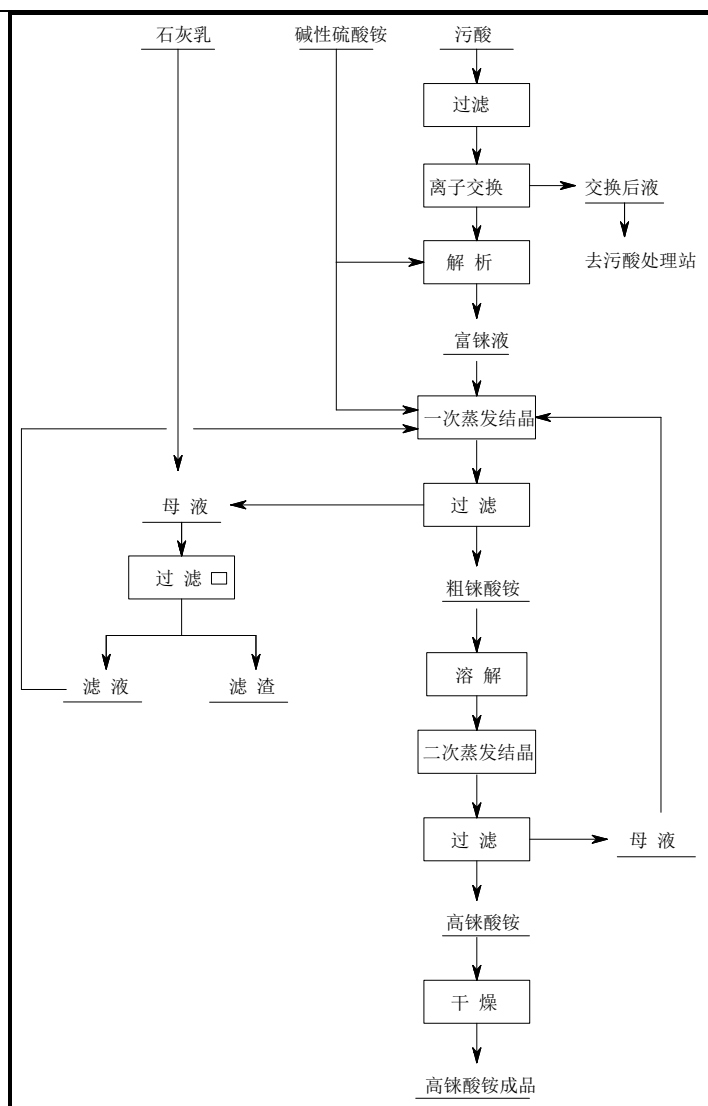 石灰乳
碱性硫酸铵
污酸
过滤
离子交换
交换后液
解 析
去污酸处理站
富铼液
一次蒸发结晶
过 滤
母 液
过 滤
粗铼酸铵
滤 液
滤 渣
溶 解
二次蒸发结晶
过 滤
母 液
高铼酸铵
干 燥
高铼酸铵成品